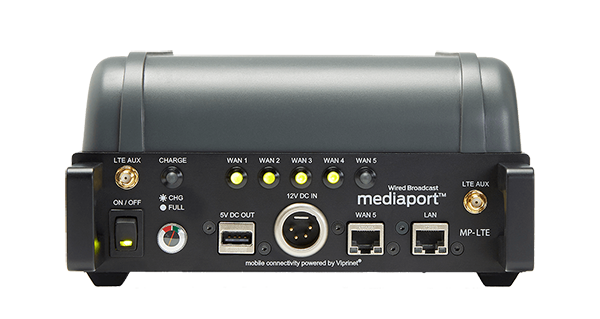 LTE AUX
CHARGE
WAN 1
WAN 2
WAN 3
WAN 4
WAN 5
CHG
FULL
ON / OFF
5V DC OUT
12V DC IN
Wired Broadcast
mediaport™
WAN 5
LAN
LTE AUX
MP-LTE
mobile connectivity powered by Viprinet®